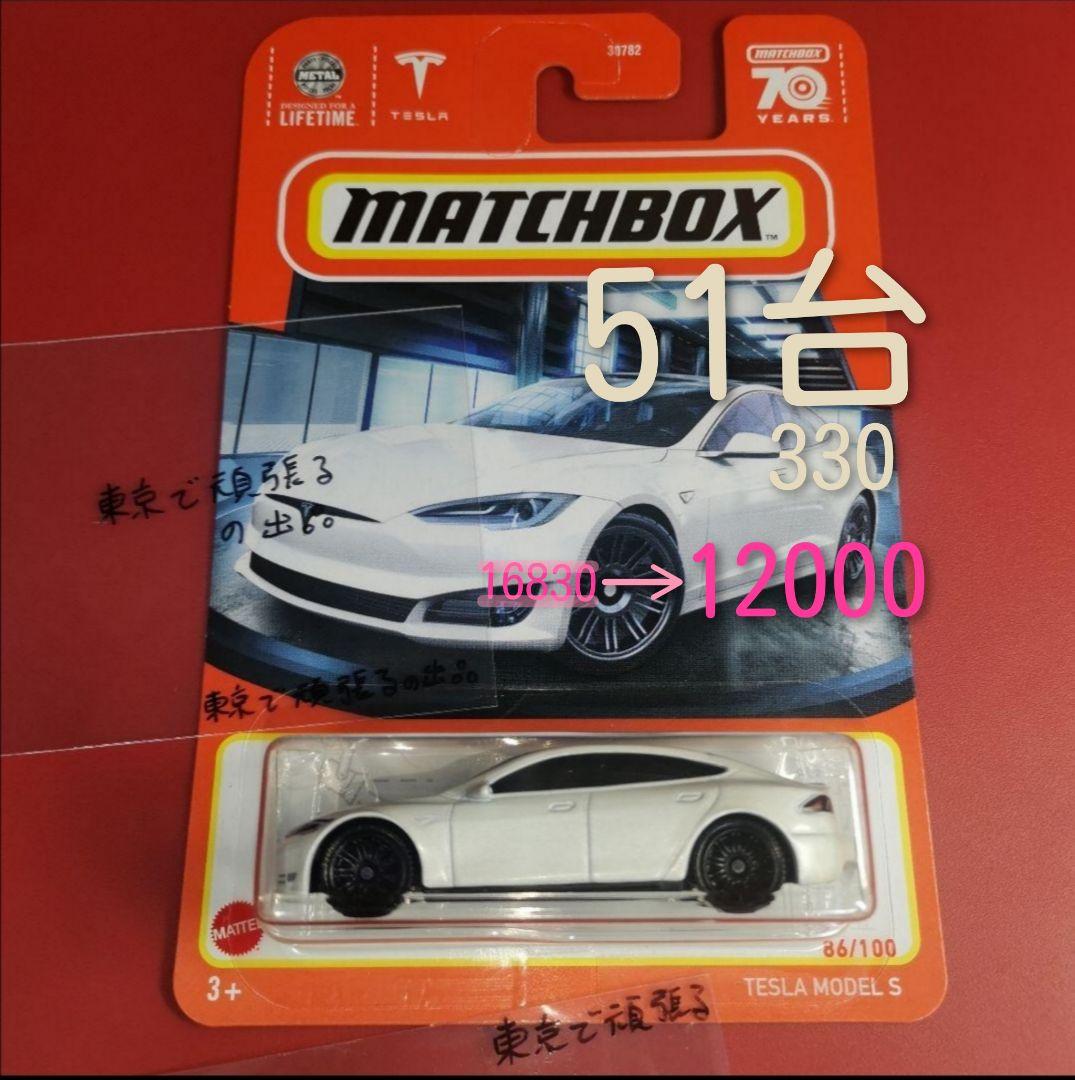 METAL
DESIGNED FOR A
LIFETIME™
TESLA
30782
MATCHBOX
70
YEARS
MATCHBOX™
51台
330
東京で頑張る
の出品
16830→12000
東京で頑張るの出品
MATTEL
86/100
3+
TESLA MODEL S
東京で頑張る